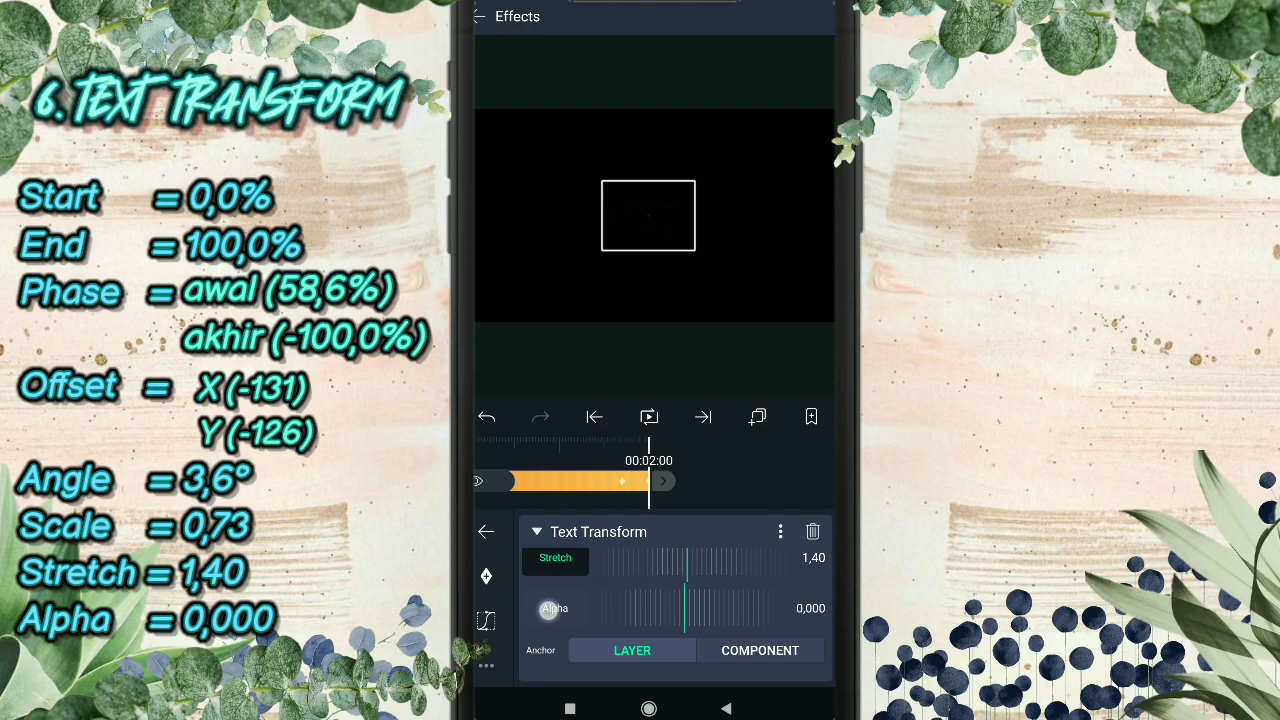 6. TEXT TRANSFORM
Start = 0,0%
End = 100,0%
Phase = awal (58,6%)
akhir (-100,0%)
Offset = X (-131)
Y (-126)
Angle = 3,6°
Scale = 0,73
Stretch = 1,40
Alpha = 0,000
Effects
00:02:00
Text Transform
Stretch 1,40
Alpha 0,000
Anchor LAYER COMPONENT